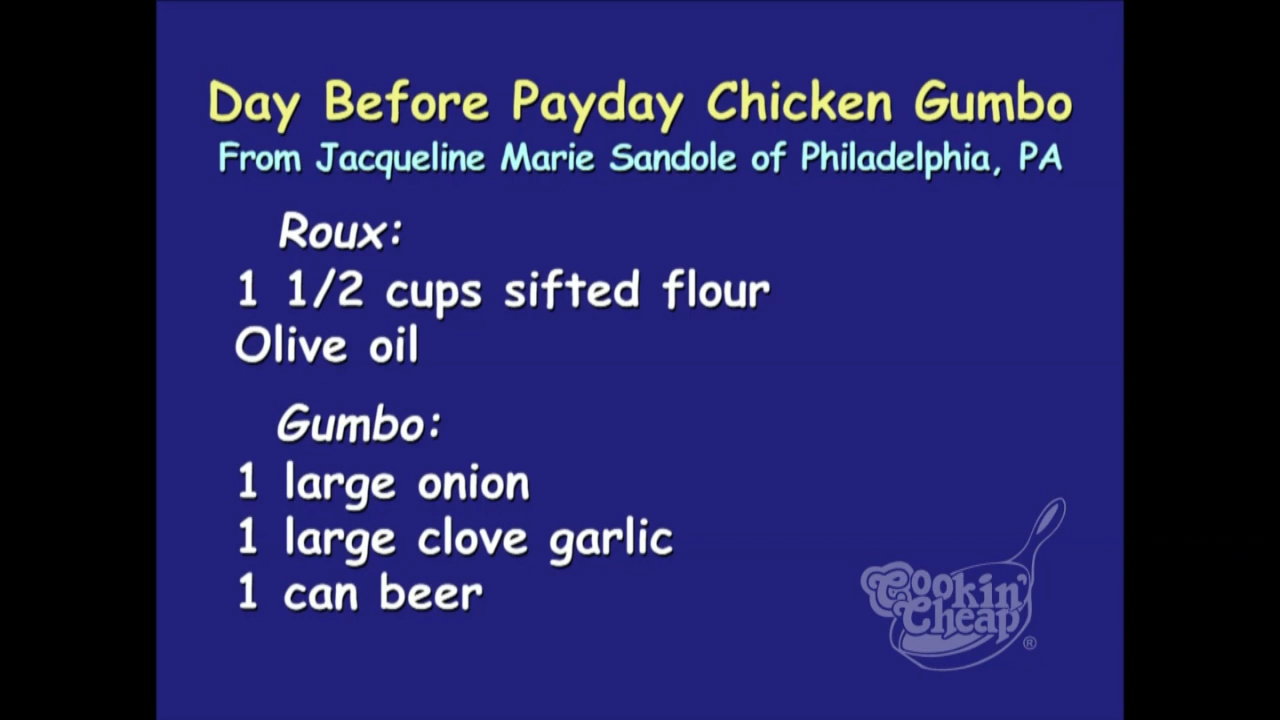 Day Before Payday Chicken Gumbo
From Jacqueline Marie Sandole of Philadelphia, PA
Roux:
1 1/2 cups sifted flour
Olive oil
Gumbo:
1 large onion
1 large clove garlic
1 can beer
Cookin'
Cheap
®